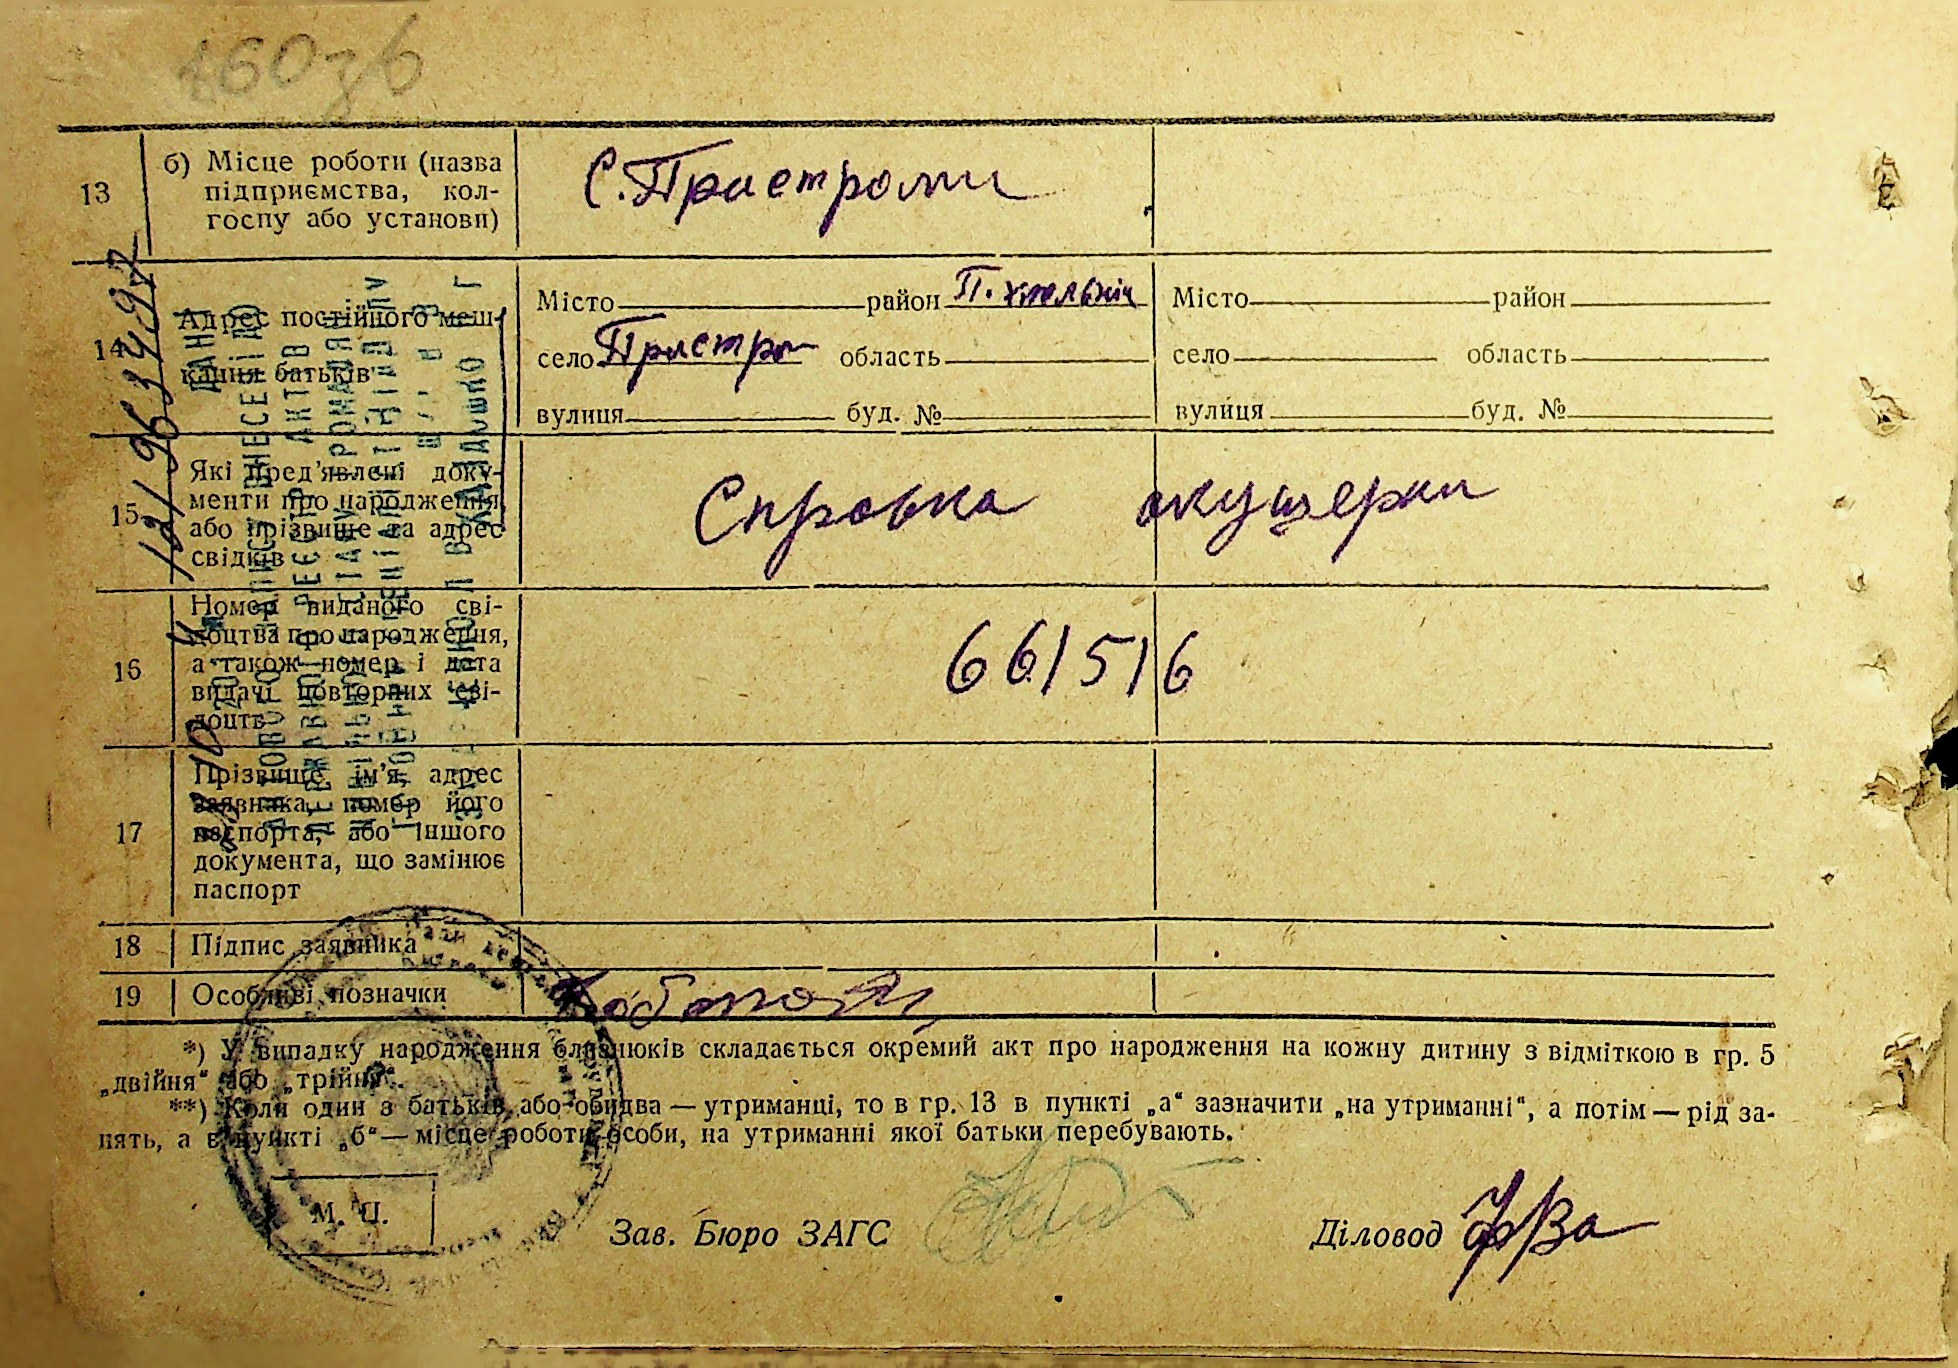 13
б) Місце роботи (назва
підприємства, кол-
госпу або установи)
с. Пристроми
14
Адрес постійного меш-
кання батьків
Місто район П. Хмельни
село Пристро область
вулиця буд. №
Місто район
село область
вулиця буд. №
15
Які пред'явлені доку-
менти про народження
або прізвище та адрес
свідків
Справка акушерки
16
Номер виданого сві-
доцтва про народження,
а також номер і дата
видачі повторних сві-
доцтв
661516
17
Прізвище, ім'я, адрес
заявника, номер його
паспорта, або іншого
документа, що замінює
паспорт
18 Підпис заявника
19 Особливі позначки
*) У випадку народження близнюків складається окремий акт про народження на кожну дитину з відміткою в гр. 5
„двійня“ або „трійня“.
**) Коли один з батьків або обидва — утриманці, то в гр. 13 в пункті „а“ зазначити „на утриманні“, а потім — рід за-
нять, а в пункті „б“ — місце роботи особи, на утриманні якої батьки перебувають.
М. П.
Зав. Бюро ЗАГС
Діловод